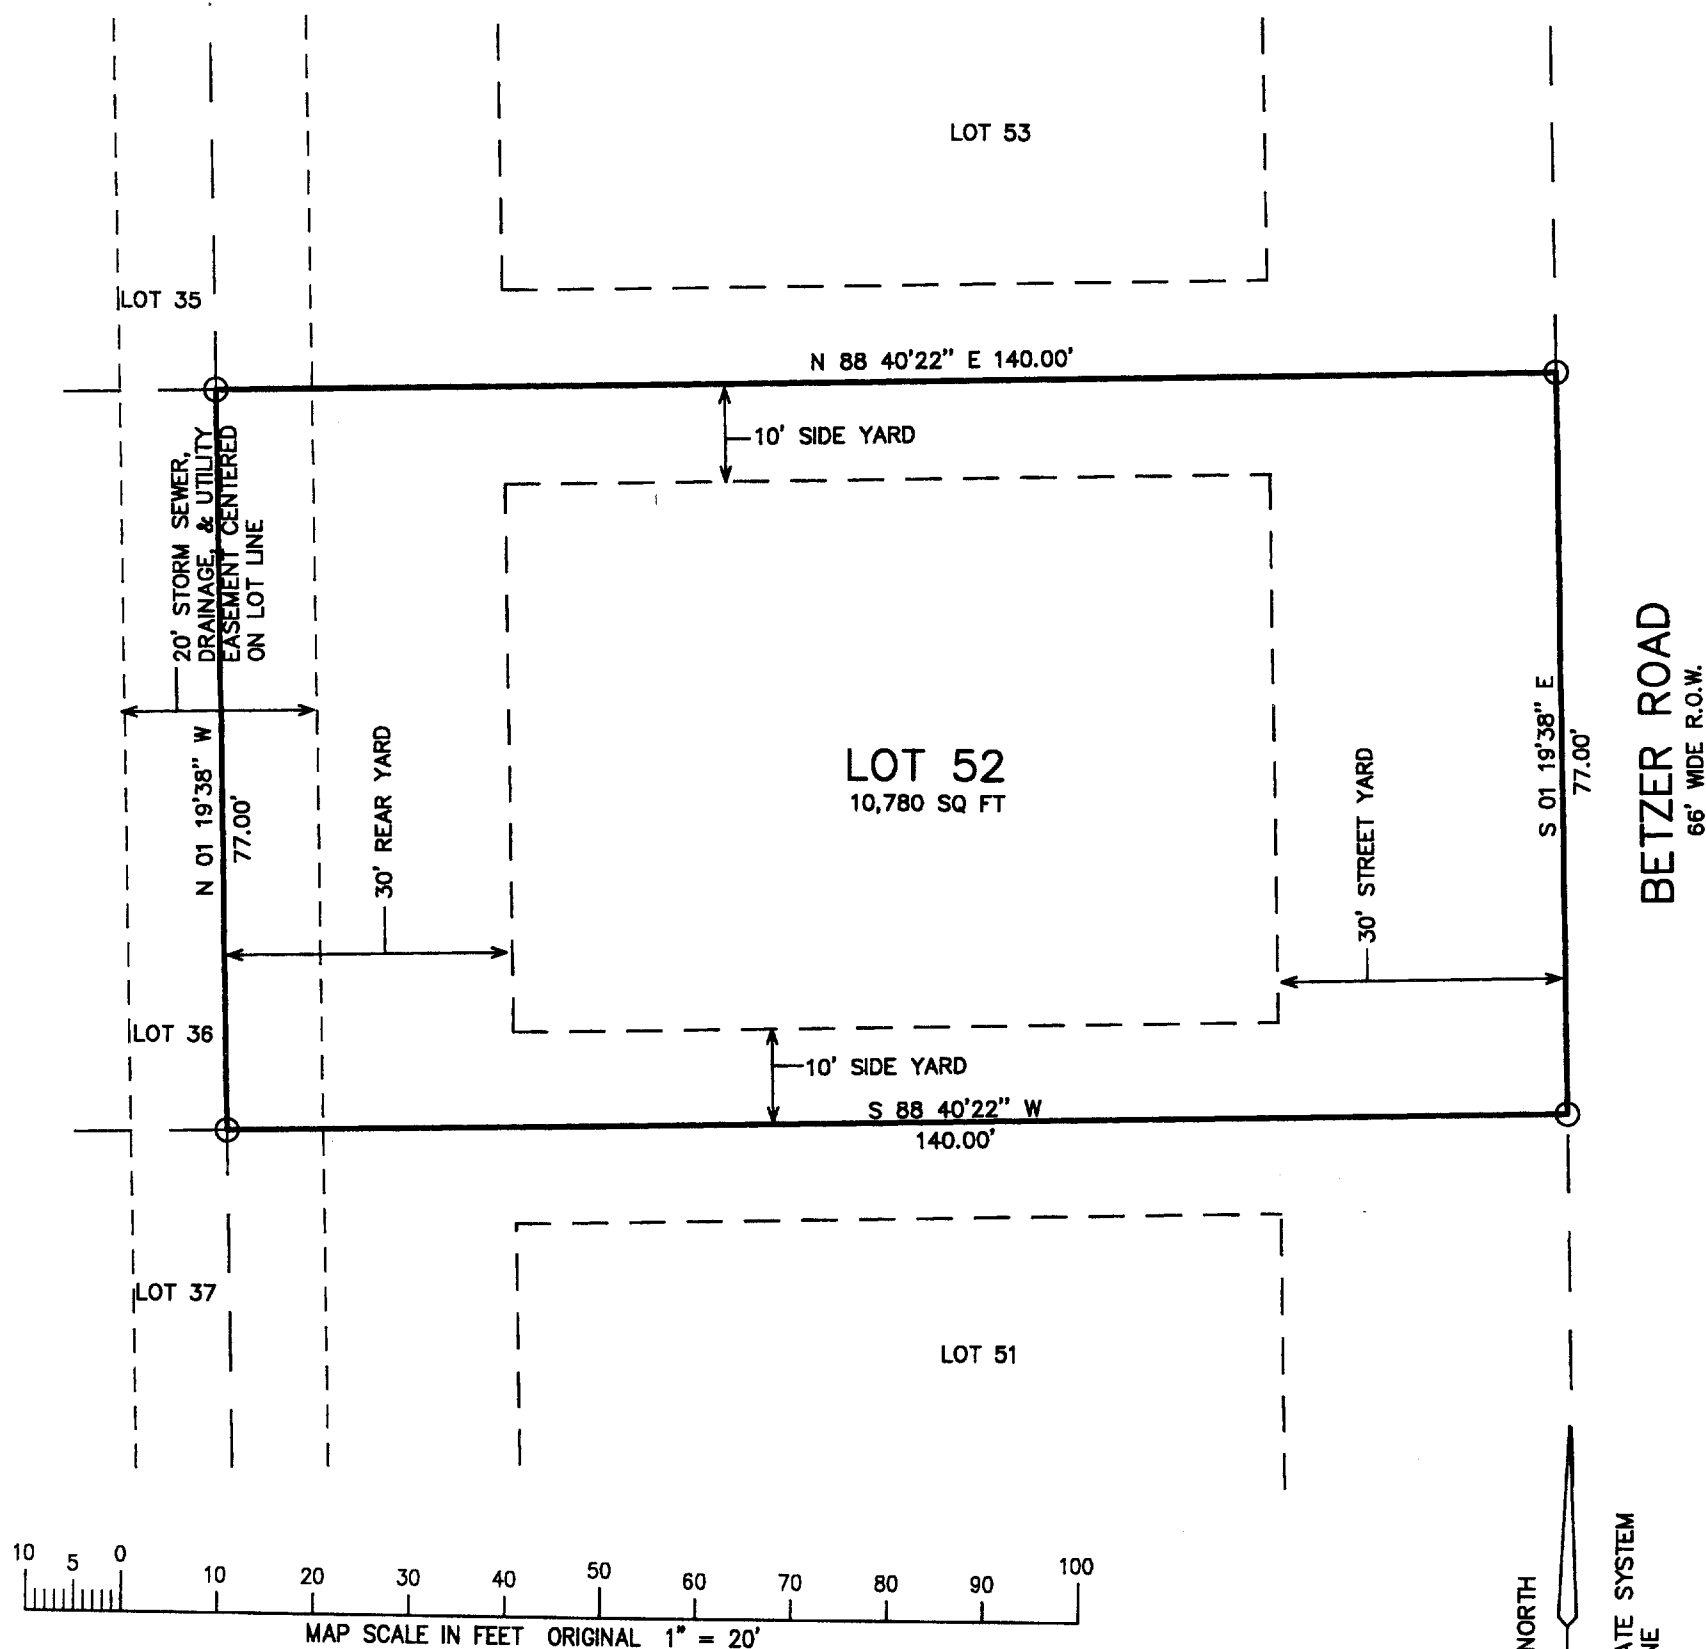 LOT 53
LOT 35
N 88 40'22" E 140.00'
10' SIDE YARD
20' STORM SEWER,
DRAINAGE, & UTILITY
EASEMENT CENTERED
ON LOT LINE
N 01 19'38" W
77.00'
30' REAR YARD
LOT 52
10,780 SQ FT
30' STREET YARD
S 01 19'38" E
77.00'
BETZER ROAD
66' WIDE R.O.W.
LOT 36
10' SIDE YARD
S 88 40'22" W
140.00'
LOT 37
LOT 51
10 5 0 10 20 30 40 50 60 70 80 90 100
MAP SCALE IN FEET ORIGINAL 1" = 20'
NORTH
ATE SYSTEM
NE